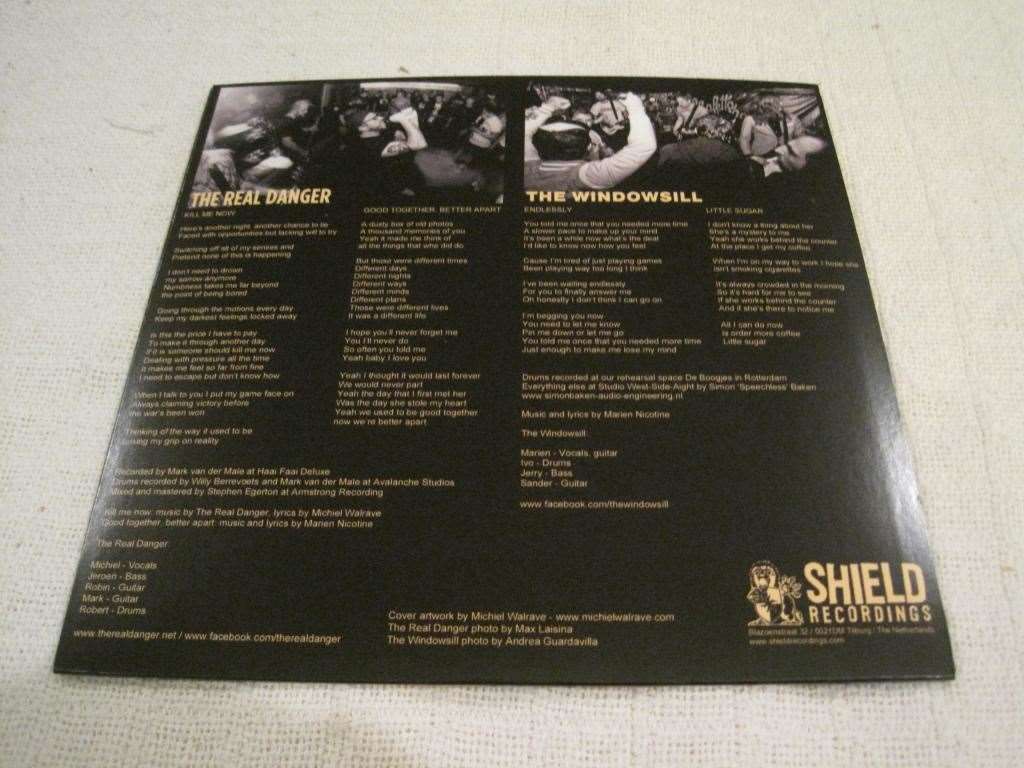 THE REAL DANGER
KILL ME NOW
Here's another night, another chance to lie
Faced with opportunities but lacking will to try
Switching off all of my senses and
Pretend none of this is happening
I don't need to drown
my sorrow anymore
Numbness takes me far beyond
the point of being bored
Going through the motions every day
Keep my darkest feelings locked away
Is this the price I have to pay
To make it through another day
If it is someone should kill me now
Dealing with pressure all the time
It makes me feel so far from fine
I need to escape but don't know how
When I talk to you I put my game face on
Always claiming victory before
the war's been won
Thinking of the way it used to be
my grip on reality
GOOD TOGETHER, BETTER APART
A dusty box of old photos
A thousand memories of you
Yeah it made me think of
all the things that we did do
But those were different times
Different days
Different nights
Different ways
Different minds
Different plans
Those were different lives
It was a different life
I hope you'll never forget me
You I'll never do
So often you told me
Yeah baby I love you
Yeah I thought it would last forever
We would never part
Yeah the day that I first met her
Was the day she stole my heart
Yeah we used to be good together
now we're better apart
Recorded by Mark van der Male at Haai Faai Deluxe
Drums recorded by Willy Berrevoets and Mark van der Male at Avalanche Studios
Mixed and mastered by Stephen Egerton at Armstrong Recording
Kill me now: music by The Real Danger, lyrics by Michiel Walrave
Good together, better apart: music and lyrics by Marien Nicotine
The Real Danger:
Michiel - Vocals
Jeroen - Bass
Robin - Guitar
Mark - Guitar
Robert - Drums
www.therealdanger.net / www.facebook.com/therealdanger
THE WINDOWSILL
ENDLESSLY
You told me once that you needed more time
A slower pace to make up your mind
It's been a while now what's the deal
I'd like to know now how you feel
Cause I'm tired of just playing games
Been playing way too long I think
I've been waiting endlessly
For you to finally answer me
Oh honestly I don't think I can go on
I'm begging you now
You need to let me know
Pin me down or let me go
You told me once that you needed more time
Just enough to make me lose my mind
LITTLE SUGAR
I don't know a thing about her
She's a mystery to me
Yeah she works behind the counter
At the place I get my coffee
When I'm on my way to work I hope she
isn't smoking cigarettes
It's always crowded in the morning
So it's hard for me to see
If she works behind the counter
And if she's there to notice me
All I can do now
is order more coffee
Little sugar
Drums recorded at our rehearsal space De Boogjes in Rotterdam
Everything else at Studio West-Side-Aight by Simon 'Speechless' Baken
www.simonbaken-audio-engineering.nl
Music and lyrics by Marien Nicotine
The Windowsill:
Marien - Vocals, guitar
Ivo - Drums
Jerry - Bass
Sander - Guitar
www.facebook.com/thewindowsill
Cover artwork by Michiel Walrave - www.michielwalrave.com
The Real Danger photo by Max Laisina
The Windowsill photo by Andrea Guardavilla
SHIELD
RECORDINGS
32 / Tilburg / The Netherlands
www.shieldrecordings.com